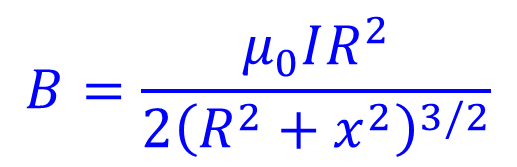 B = μ₀IR² / 2(R² + x²)^{3/2}